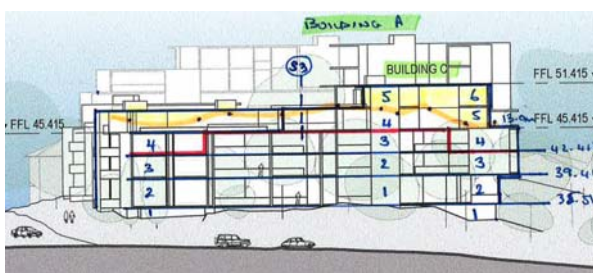 BUILDING A
S3
BUILDING C
FFL 51.415
5 6
5
FFL 45.415 4 FFL 45.415
4 3 4
3 2 3
2 1 2
1 1